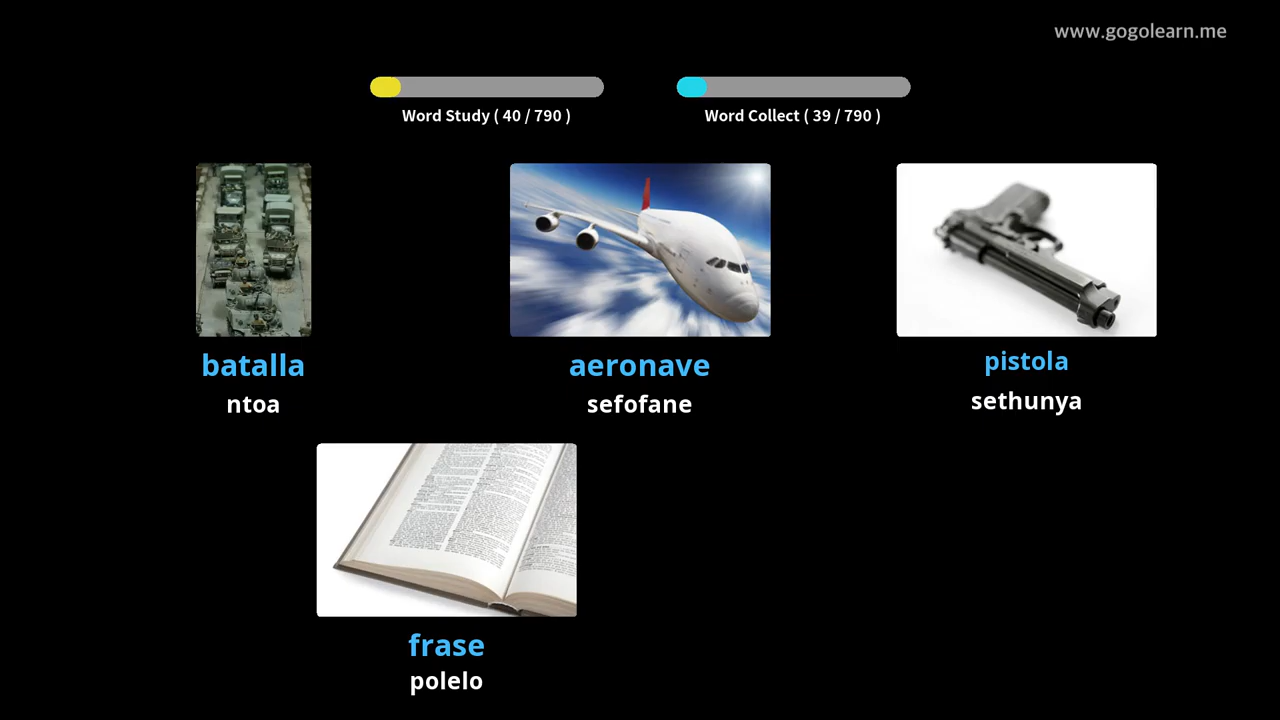 www.gogolearn.me
Word Study ( 40 / 790 )
Word Collect ( 39 / 790 )
batalla
ntoa
aeronave
sefofane
pistola
sethunya
frase
polelo